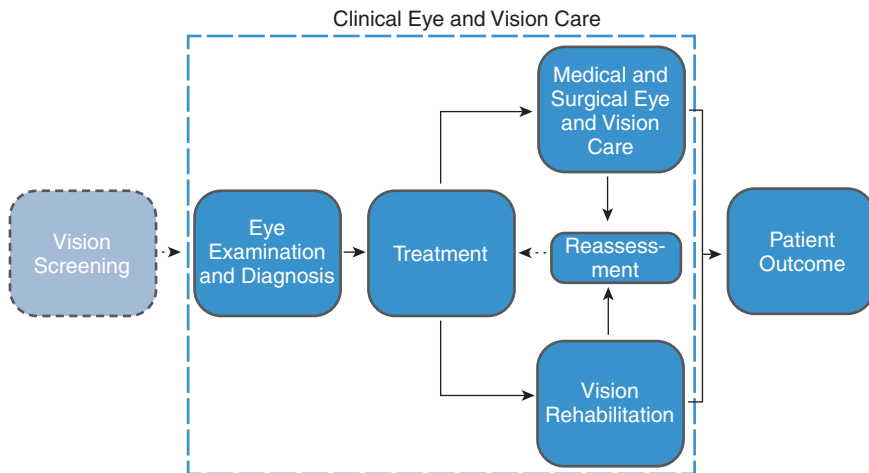 Clinical Eye and Vision Care
Medical and
Surgical Eye
and Vision
Care
Vision
Screening
Eye
Examination
and Diagnosis
Treatment
Reassess-
ment
Patient
Outcome
Vision
Rehabilitation